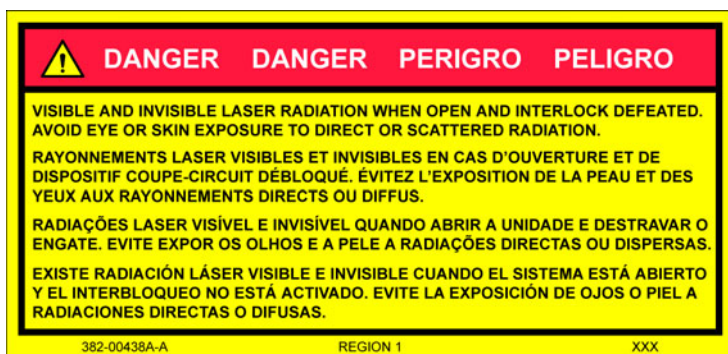 DANGER DANGER PERIGRO PELIGRO
VISIBLE AND INVISIBLE LASER RADIATION WHEN OPEN AND INTERLOCK DEFEATED.
AVOID EYE OR SKIN EXPOSURE TO DIRECT OR SCATTERED RADIATION.
RAYONNEMENTS LASER VISIBLES ET INVISIBLES EN CAS D'OUVERTURE ET DE
DISPOSITIF COUPE-CIRCUIT DÉBLOQUÉ. ÉVITEZ L'EXPOSITION DE LA PEAU ET DES
YEUX AUX RAYONNEMENTS DIRECTS OU DIFFUS.
RADIAÇÕES LASER VISÍVEL E INVISÍVEL QUANDO ABRIR A UNIDADE E DESTRAVAR O
ENGATE. EVITE EXPOR OS OLHOS E A PELE A RADIAÇÕES DIRECTAS OU DISPERSAS.
EXISTE RADIACIÓN LÁSER VISIBLE E INVISIBLE CUANDO EL SISTEMA ESTÁ ABIERTO
Y EL INTERBLOQUEO NO ESTÁ ACTIVADO. EVITE LA EXPOSICIÓN DE OJOS O PIEL A
RADIACIONES DIRECTAS O DIFUSAS.
382-00438A-A REGION 1 XXX